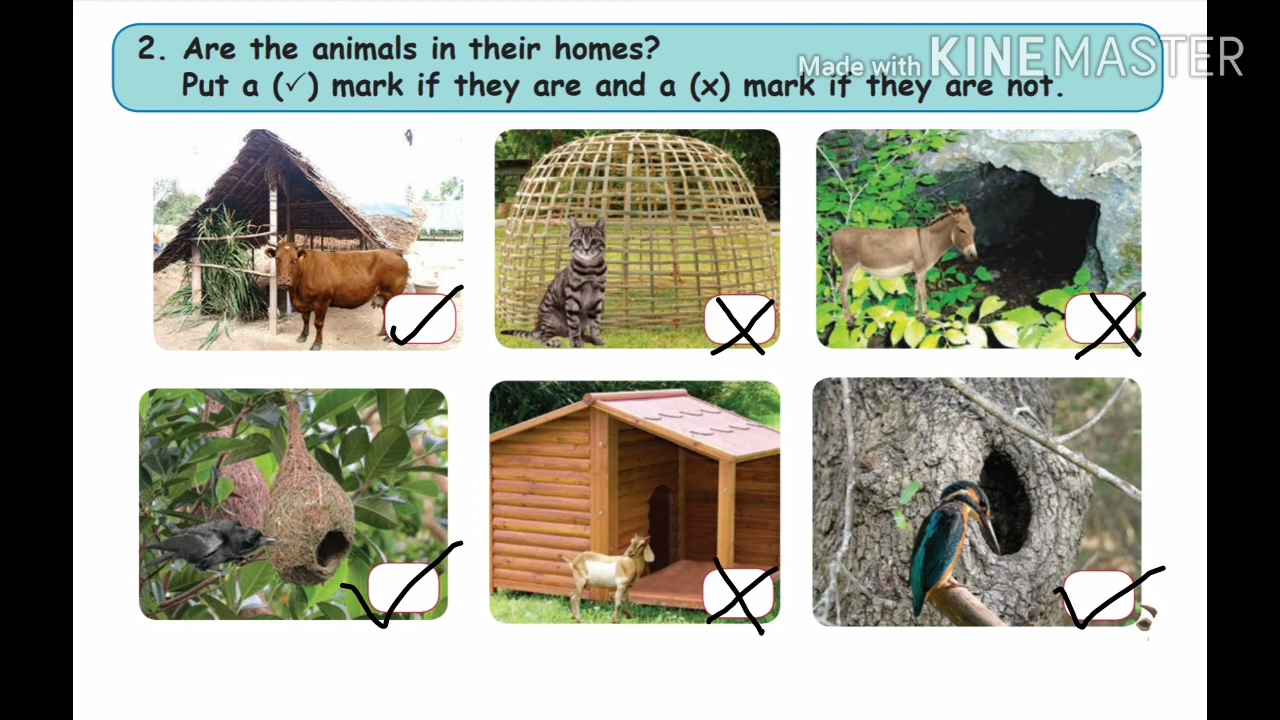 2. Are the animals in their homes?
Made with KINEMASTER
Put a (✓) mark if they are and a (x) mark if they are not.